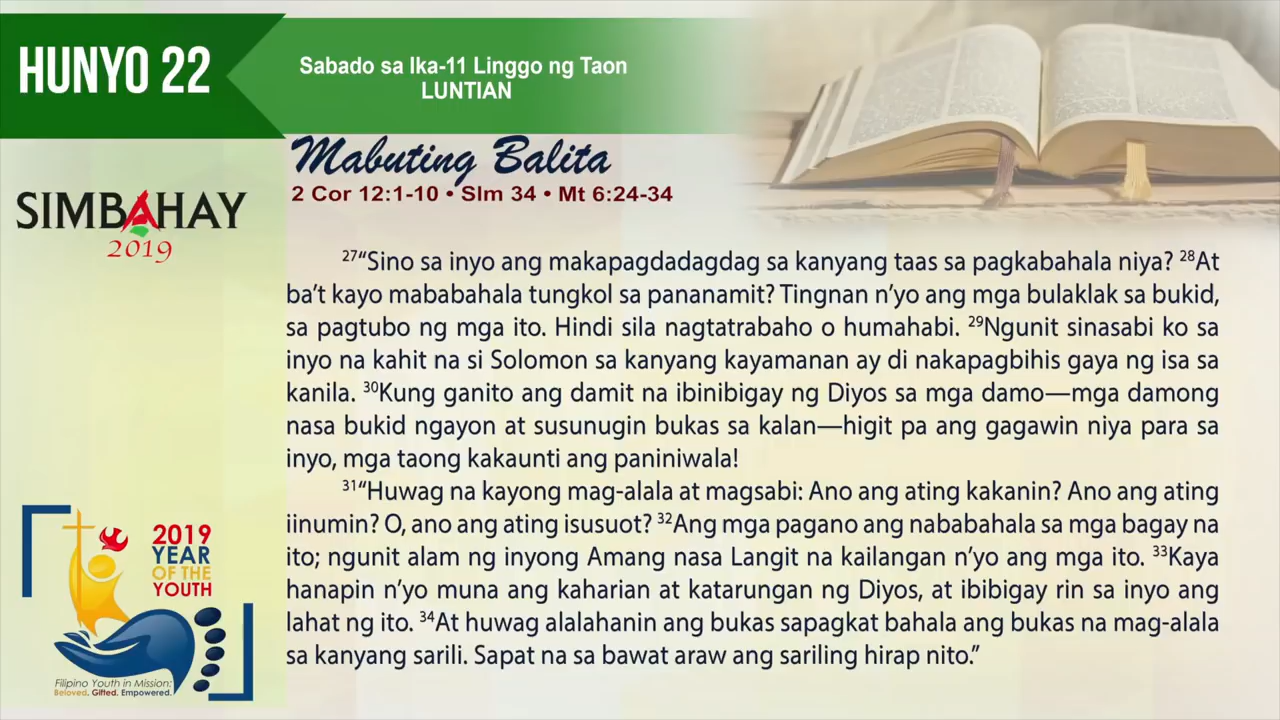 HUNYO 22
Sabado sa Ika-11 Linggo ng Taon
LUNTIAN
Mabuting Balita
2 Cor 12:1-10 • Slm 34 • Mt 6:24-34
SIMBAHAY
2019
²⁷“Sino sa inyo ang makapagdadagdag sa kanyang taas sa pagkabahala niya? ²⁸At
ba’t kayo mababahala tungkol sa pananamit? Tingnan n’yo ang mga bulaklak sa bukid,
sa pagtubo ng mga ito. Hindi sila nagtatrabaho o humahabi. ²⁹Ngunit sinasabi ko sa
inyo na kahit na si Solomon sa kanyang kayamanan ay di nakapagbihis gaya ng isa sa
kanila. ³⁰Kung ganito ang damit na ibinibigay ng Diyos sa mga damo—mga damong
nasa bukid ngayon at susunugin bukas sa kalan—higit pa ang gagawin niya para sa
inyo, mga taong kakaunti ang paniniwala!
³¹“Huwag na kayong mag-alala at magsabi: Ano ang ating kakanin? Ano ang ating
iinumin? O, ano ang ating isusuot? ³²Ang mga pagano ang nababahala sa mga bagay na
ito; ngunit alam ng inyong Amang nasa Langit na kailangan n’yo ang mga ito. ³³Kaya
hanapin n’yo muna ang kaharian at katarungan ng Diyos, at ibibigay rin sa inyo ang
lahat ng ito. ³⁴At huwag alalahanin ang bukas sapagkat bahala ang bukas na mag-alala
sa kanyang sarili. Sapat na sa bawat araw ang sariling hirap nito.”
2019
YEAR
OF THE
YOUTH
Filipino Youth in Mission:
Beloved. Gifted. Empowered.